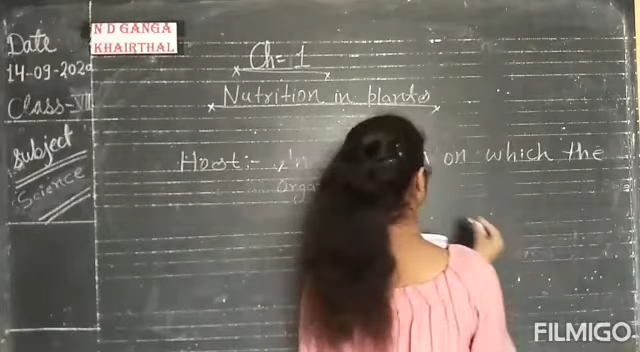 N D GANGA
KHAIRTHAL
Date
14-09-2020
Class-VII
Subject
Science
Ch=1
Nutrition in plants
Host:- on which the
FILMIGO